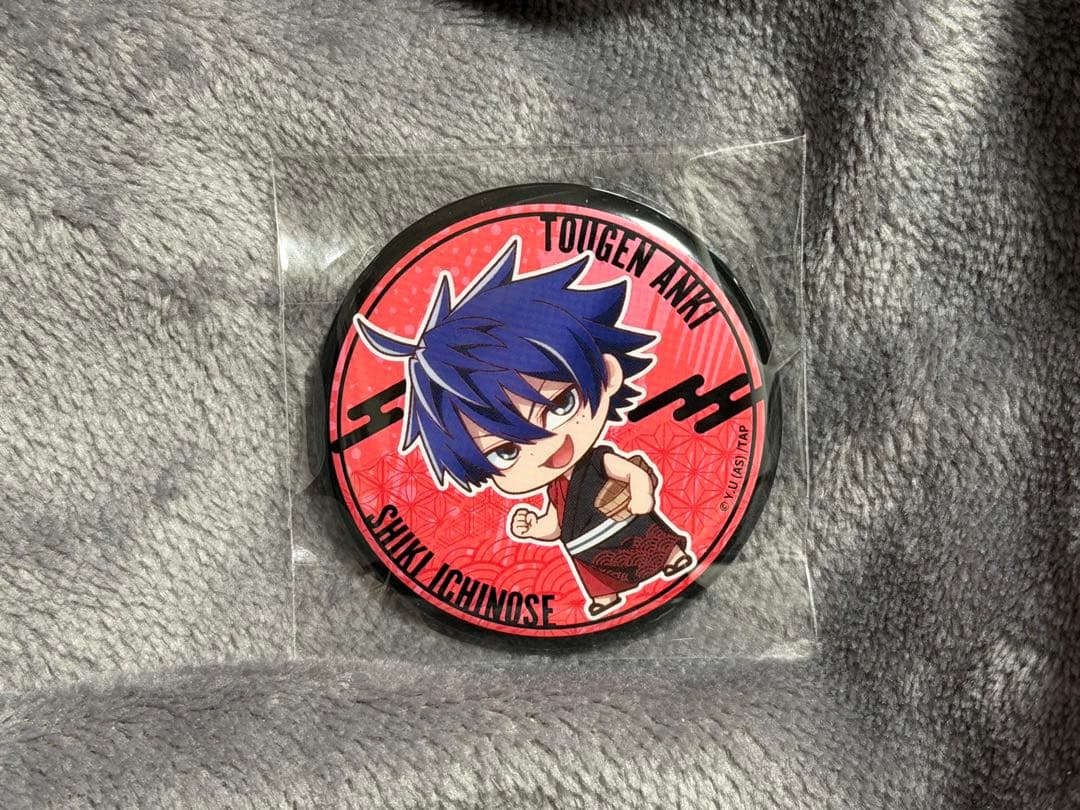 TOUGEN ANKI
SHIKI ICHINOSE
© Y.U (AS) /TAP